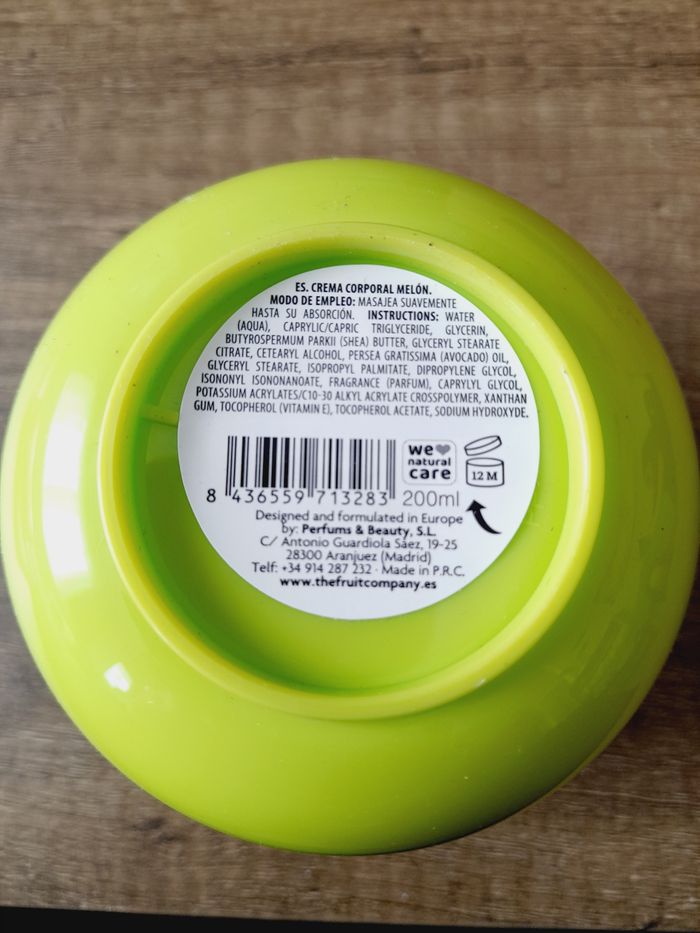 ES. CREMA CORPORAL MELÓN.
MODO DE EMPLEO: MASAJEA SUAVEMENTE
HASTA SU ABSORCIÓN. INSTRUCTIONS: WATER
(AQUA), CAPRYLIC/CAPRIC TRIGLYCERIDE, GLYCERIN,
BUTYROSPERMUM PARKII (SHEA) BUTTER, GLYCERYL STEARATE
CITRATE, CETEARYL ALCOHOL, PERSEA GRATISSIMA (AVOCADO) OIL,
GLYCERYL STEARATE, ISOPROPYL PALMITATE, DIPROPYLENE GLYCOL,
ISONONYL ISONONANOATE, FRAGRANCE (PARFUM), CAPRYLYL GLYCOL,
POTASSIUM ACRYLATES/C10-30 ALKYL ACRYLATE CROSSPOLYMER, XANTHAN
GUM, TOCOPHEROL (VITAMIN E), TOCOPHEROL ACETATE, SODIUM HYDROXYDE.
we♥
natural
care
12 M
8 436559 713283 200ml
Designed and formulated in Europe
by: Perfums & Beauty, S.L.
C/ Antonio Guardiola Sáez, 19-25
28300 Aranjuez (Madrid)
Telf: +34 914 287 232 · Made in P.R.C.
www.thefruitcompany.es